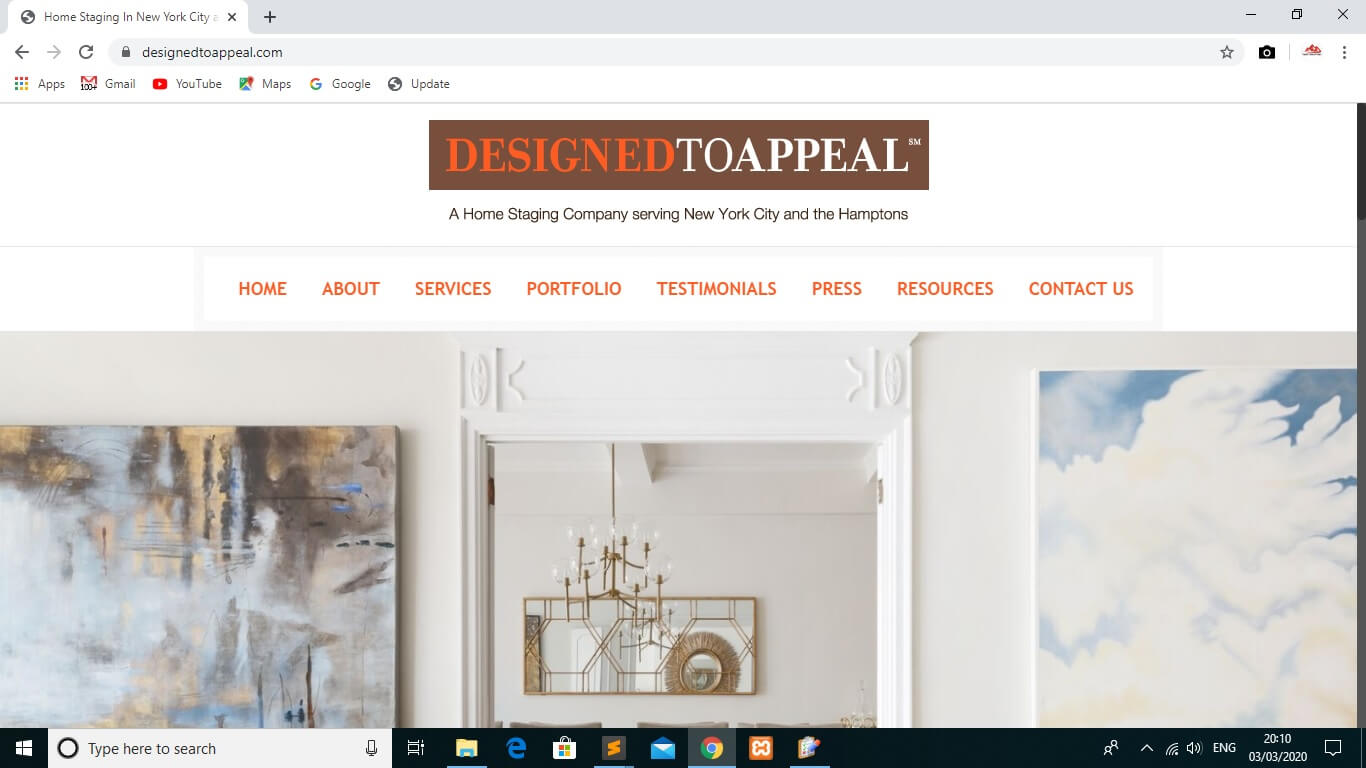 Home Staging In New York City a
designedtoappeal.com
Apps Gmail YouTube Maps Google Update
100+
DESIGNEDTOAPPEAL℠
A Home Staging Company serving New York City and the Hamptons
HOME ABOUT SERVICES PORTFOLIO TESTIMONIALS PRESS RESOURCES CONTACT US
Type here to search
ENG
20:10
03/03/2020